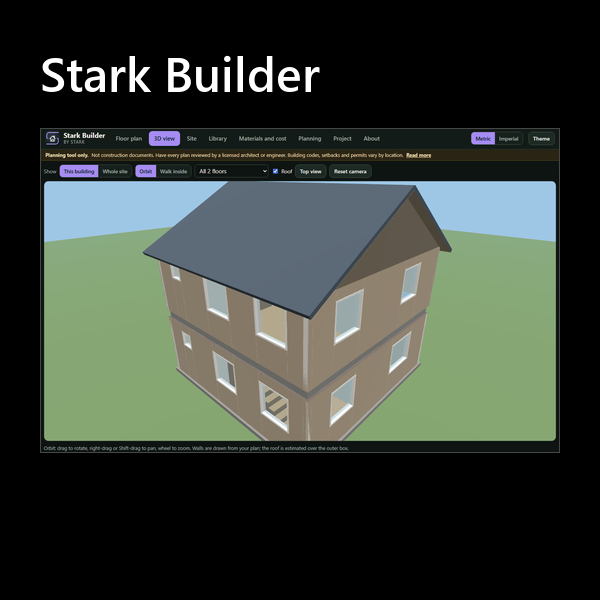 Stark Builder
Stark Builder
BY STARK
Floor plan 3D view Site Library Materials and cost Planning Project About Metric Imperial Theme
Planning tool only. Not construction documents. Have every plan reviewed by a licensed architect or engineer. Building codes, setbacks and permits vary by location. Read more
Show This building Whole site Orbit Walk inside All 2 floors Roof Top view Reset camera
Orbit: drag to rotate, right-drag or Shift-drag to pan, wheel to zoom. Walls are drawn from your plan; the roof is estimated over the outer box.